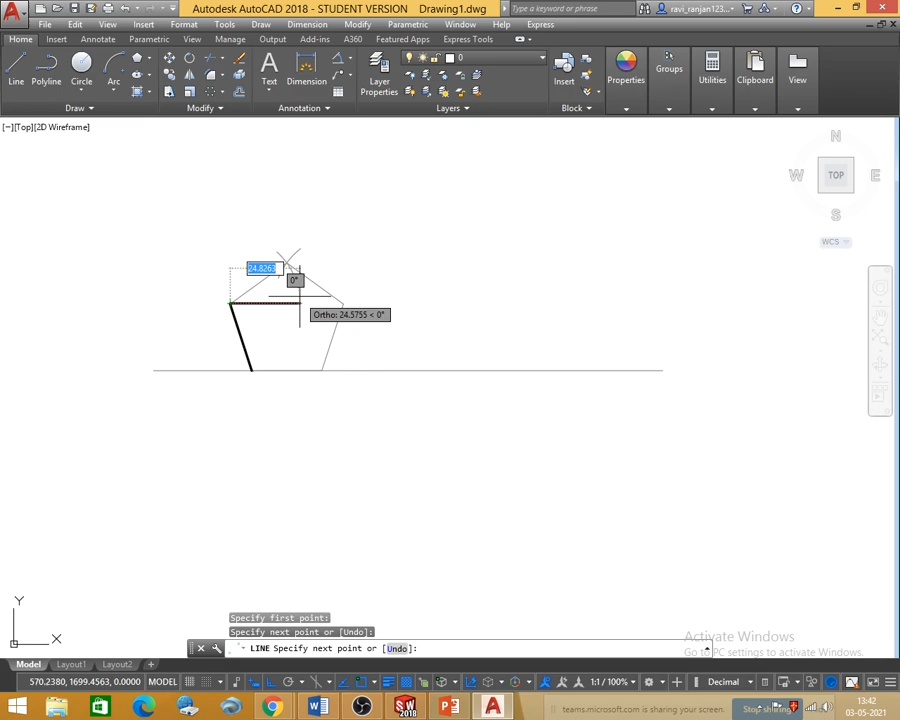 Autodesk AutoCAD 2018 - STUDENT VERSION    Drawing1.dwg
Type a keyword or phrase
ravi_ranjan123...
File Edit View Insert Format Tools Draw Dimension Modify Parametric Window Help Express
Home Insert Annotate Parametric View Manage Output Add-ins A360 Featured Apps Express Tools
0
Line Polyline Circle Arc
Text Dimension
Layer Properties
Insert
Properties Groups Utilities Clipboard View
Draw Modify Annotation Layers Block
[−][Top][2D Wireframe]
N
W TOP E
S
WCS
24.8263
0°
Ortho: 24.5755 < 0°
Y
X
Specify first point:
Specify next point or [Undo]:
LINE Specify next point or [Undo]:
Activate Windows
Go to PC settings to activate Windows.
Model Layout1 Layout2 +
570.2380, 1699.4563, 0.0000 MODEL
1:1 / 100%
Decimal
teams.microsoft.com is sharing your screen.
Stop sharing
13:42
03-05-2021